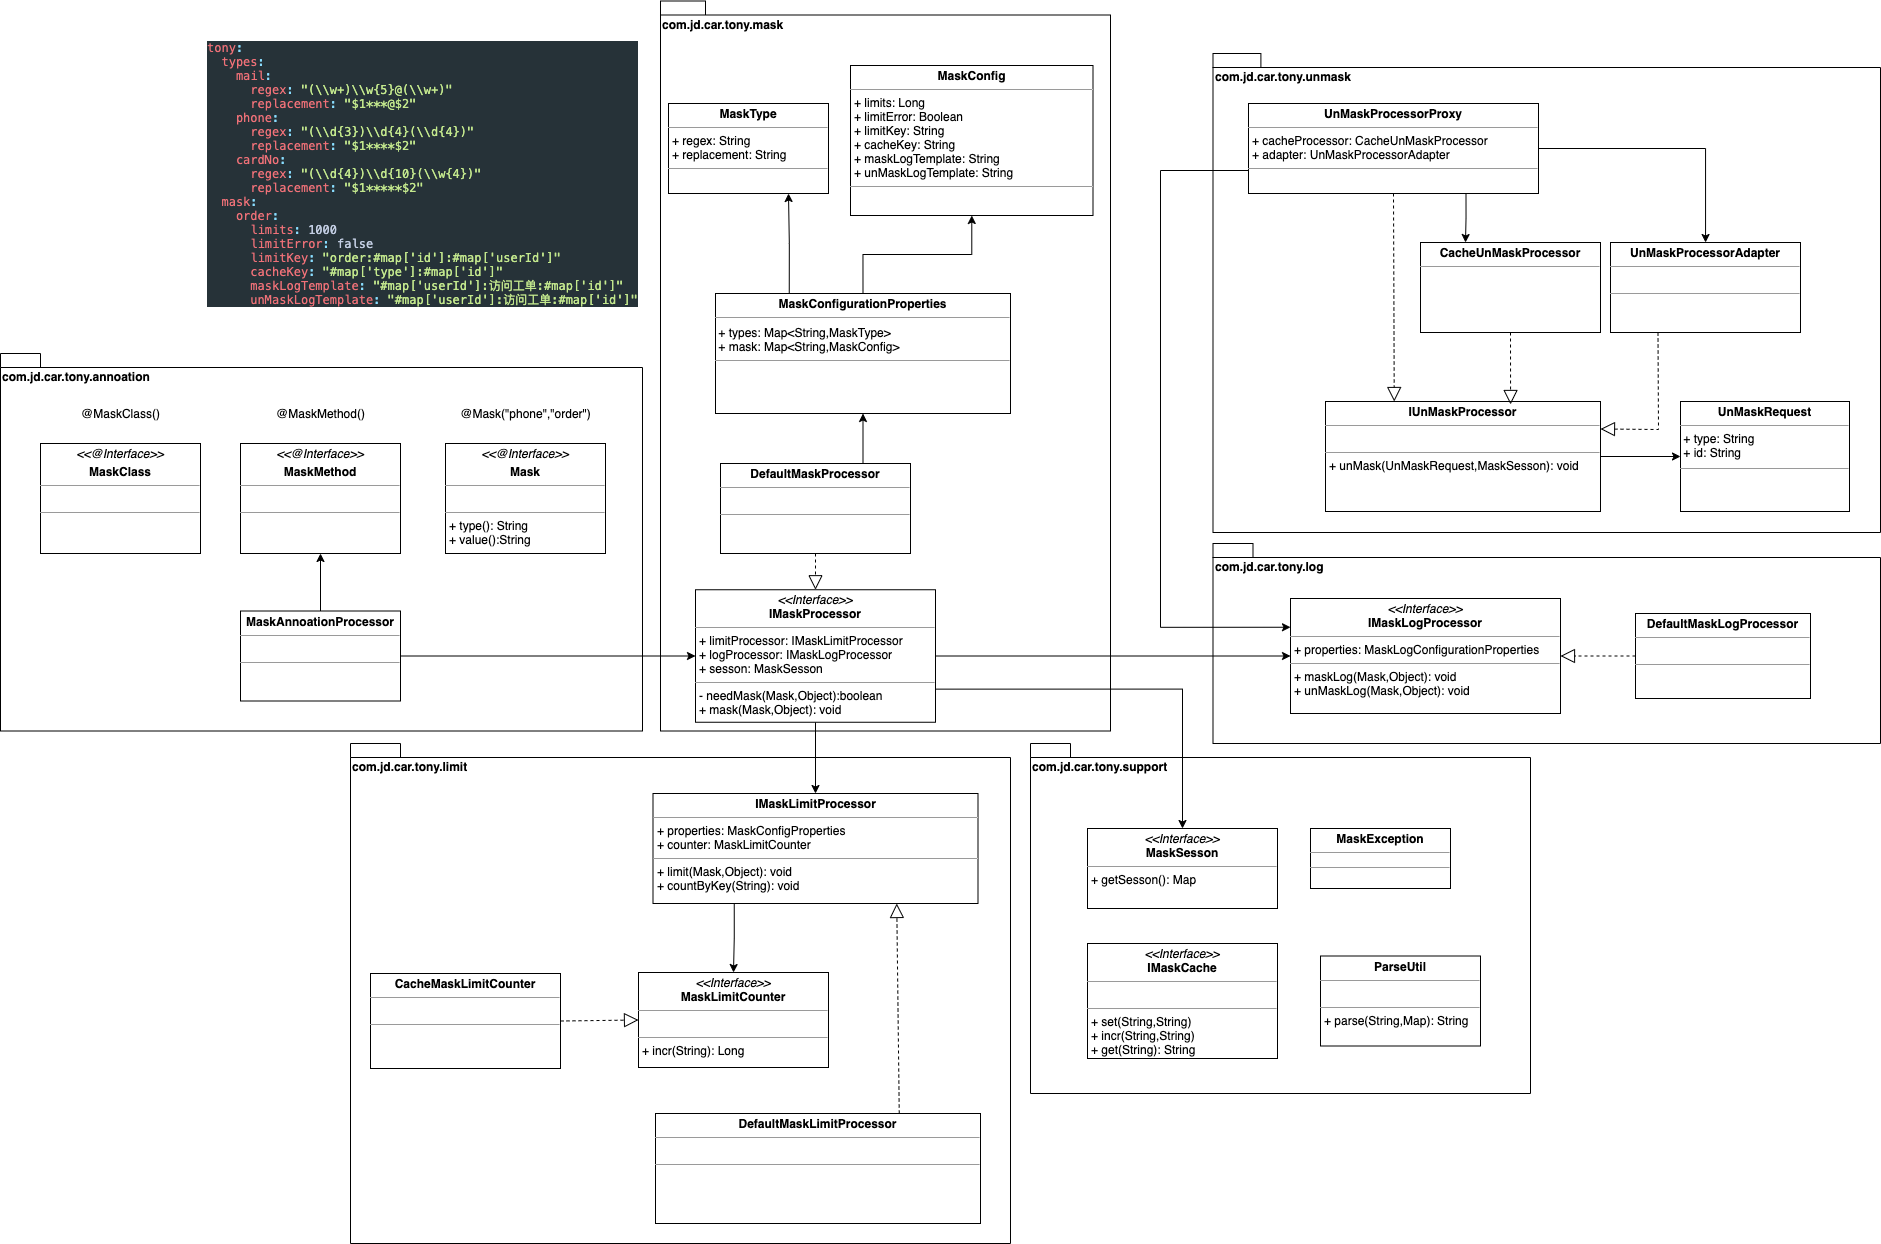 tony:
types:
mail:
regex: "(\\w+)\\w{5}@(\\w+)"
replacement: "$1***@$2"
phone:
regex: "(\\d{3})\\d{4}(\\d{4})"
replacement: "$1****$2"
cardNo:
regex: "(\\d{4})\\d{10}(\\w{4})"
replacement: "$1*****$2"
mask:
order:
limits: 1000
limitError: false
limitKey: "order:#map['id']:#map['userId']"
cacheKey: "#map['type']:#map['id']"
maskLogTemplate: "#map['userId']:访问工单:#map['id']"
unMaskLogTemplate: "#map['userId']:访问工单:#map['id']"
com.jd.car.tony.mask
MaskType
+ regex: String
+ replacement: String
MaskConfig
+ limits: Long
+ limitError: Boolean
+ limitKey: String
+ cacheKey: String
+ maskLogTemplate: String
+ unMaskLogTemplate: String
MaskConfigurationProperties
+ types: Map<String,MaskType>
+ mask: Map<String,MaskConfig>
DefaultMaskProcessor
<<Interface>>
IMaskProcessor
+ limitProcessor: IMaskLimitProcessor
+ logProcessor: IMaskLogProcessor
+ sesson: MaskSesson
- needMask(Mask,Object):boolean
+ mask(Mask,Object): void
com.jd.car.tony.unmask
UnMaskProcessorProxy
+ cacheProcessor: CacheUnMaskProcessor
+ adapter: UnMaskProcessorAdapter
CacheUnMaskProcessor
UnMaskProcessorAdapter
IUnMaskProcessor
+ unMask(UnMaskRequest,MaskSesson): void
UnMaskRequest
+ type: String
+ id: String
com.jd.car.tony.annoation
@MaskClass()
@MaskMethod()
@Mask("phone","order")
<<@Interface>>
MaskClass
<<@Interface>>
MaskMethod
<<@Interface>>
Mask
+ type(): String
+ value():String
MaskAnnoationProcessor
com.jd.car.tony.log
<<Interface>>
IMaskLogProcessor
+ properties: MaskLogConfigurationProperties
+ maskLog(Mask,Object): void
+ unMaskLog(Mask,Object): void
DefaultMaskLogProcessor
com.jd.car.tony.limit
IMaskLimitProcessor
+ properties: MaskConfigProperties
+ counter: MaskLimitCounter
+ limit(Mask,Object): void
+ countByKey(String): void
CacheMaskLimitCounter
<<Interface>>
MaskLimitCounter
+ incr(String): Long
DefaultMaskLimitProcessor
com.jd.car.tony.support
<<Interface>>
MaskSesson
+ getSesson(): Map
MaskException
<<Interface>>
IMaskCache
+ set(String,String)
+ incr(String,String)
+ get(String): String
ParseUtil
+ parse(String,Map): String